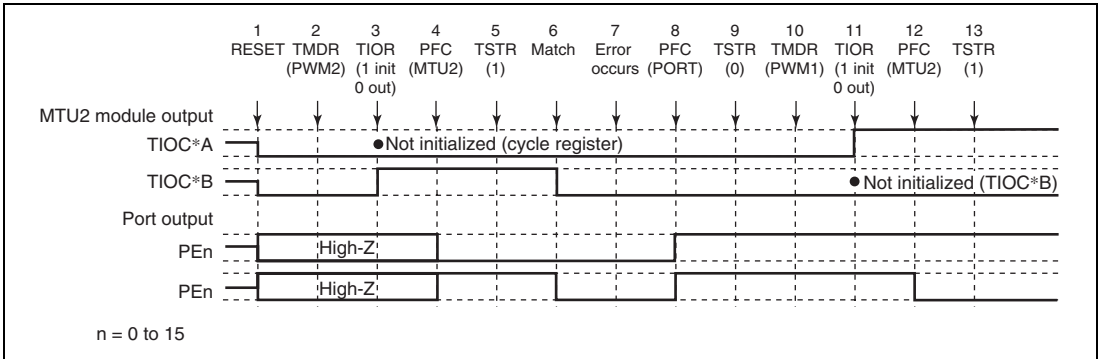 1 2 3 4 5 6 7 8 9 10 11 12 13
RESET TMDR TIOR PFC TSTR Match Error PFC TSTR TMDR TIOR PFC TSTR
(PWM2) (1 init (MTU2) (1) occurs (PORT) (0) (PWM1) (1 init (MTU2) (1)
0 out) 0 out)
MTU2 module output
TIOC*A ●Not initialized (cycle register)
TIOC*B ● Not initialized (TIOC*B)
Port output
PEn High-Z
PEn High-Z
n = 0 to 15